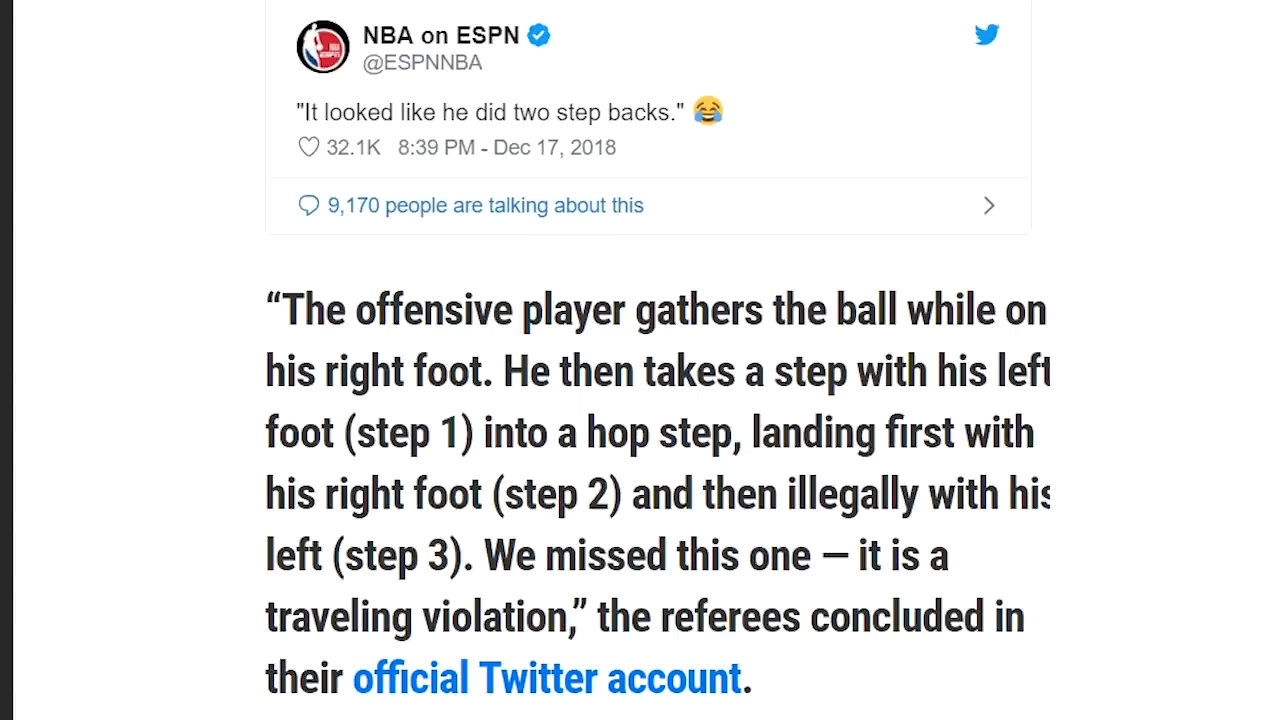 NBA on ESPN
@ESPNNBA
"It looked like he did two step backs." 😂
32.1K 8:39 PM - Dec 17, 2018
9,170 people are talking about this
“The offensive player gathers the ball while on
his right foot. He then takes a step with his left
foot (step 1) into a hop step, landing first with
his right foot (step 2) and then illegally with his
left (step 3). We missed this one – it is a
traveling violation,” the referees concluded in
their official Twitter account.